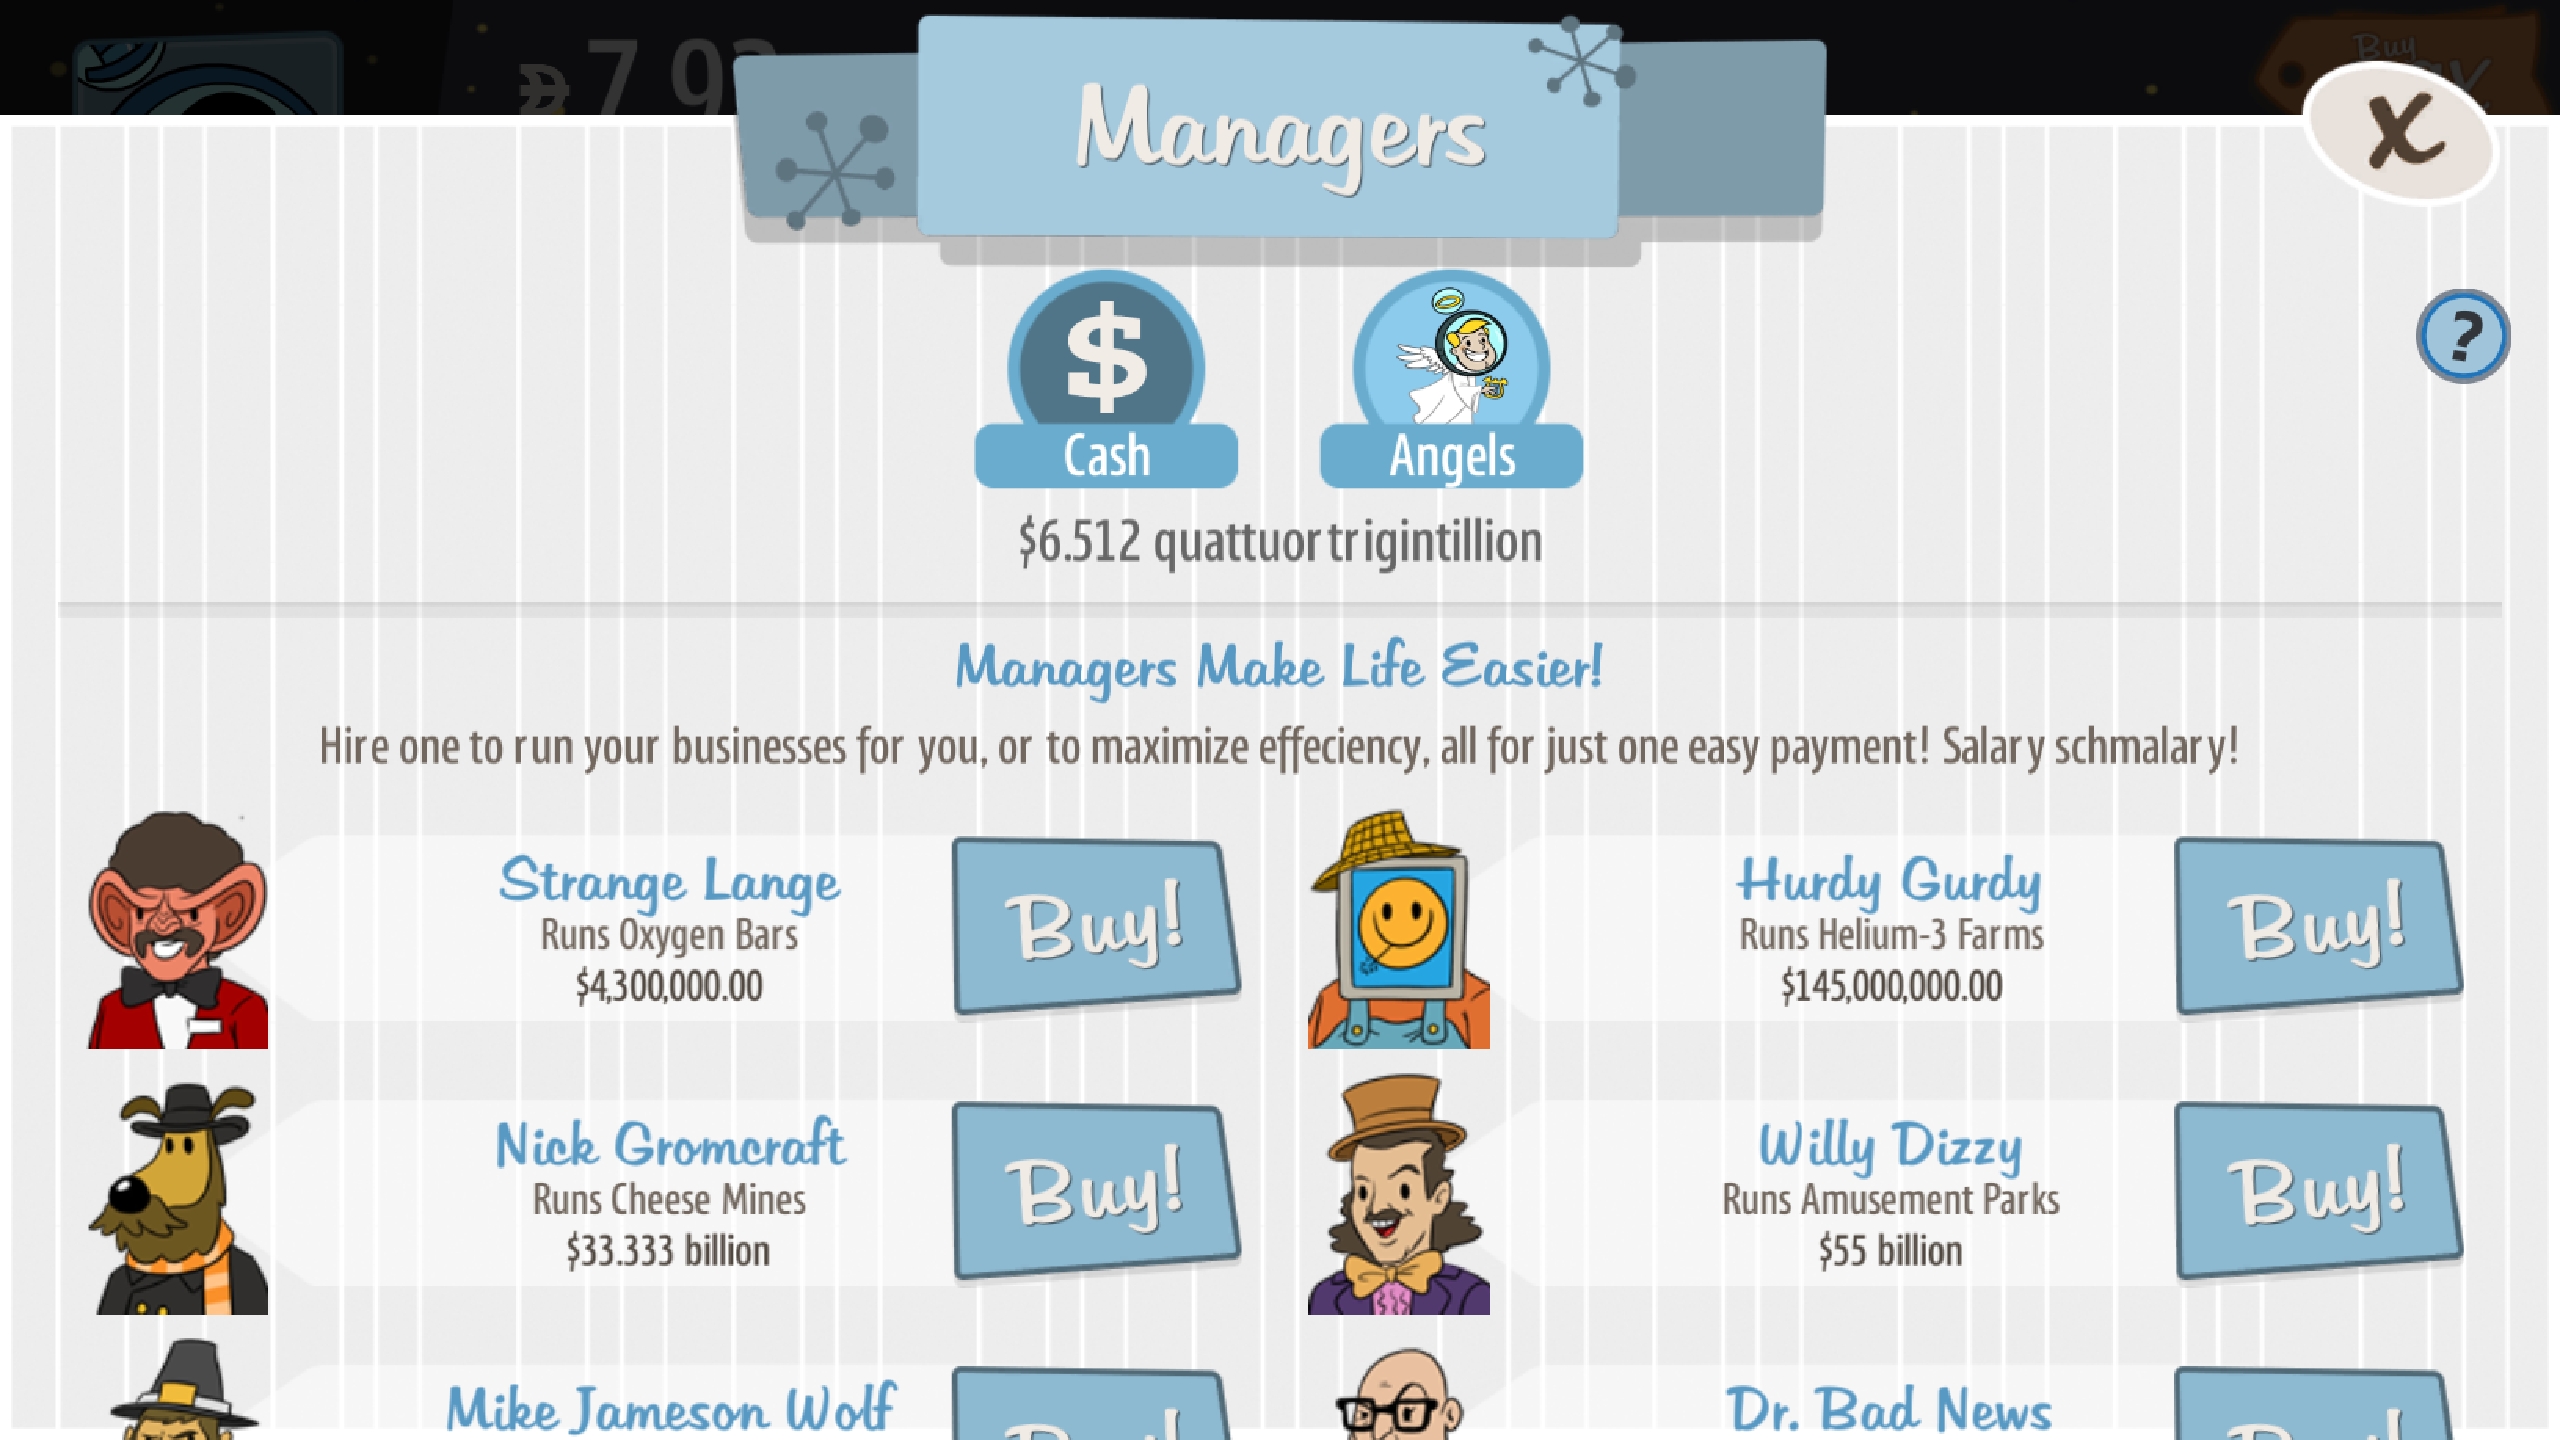 7 93
Buy
Managers
X
$
?
Cash
Angels
$6.512 quattuortrigintillion
Managers Make Life Easier!
Hire one to run your businesses for you, or to maximize effeciency, all for just one easy payment! Salary schmalary!
Strange Lange
Runs Oxygen Bars
$4,300,000.00
Buy!
Hurdy Gurdy
Runs Helium-3 Farms
$145,000,000.00
Buy!
Nick Gromcraft
Runs Cheese Mines
$33.333 billion
Buy!
Willy Dizzy
Runs Amusement Parks
$55 billion
Buy!
Mike Jameson Wolf
Dr. Bad News